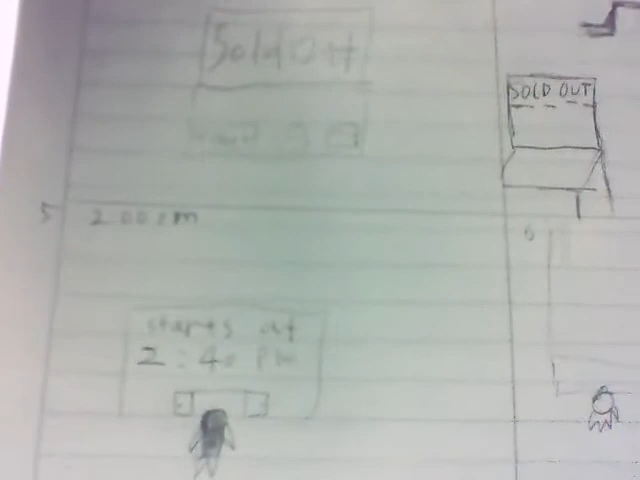 Sold Out
SOLD OUT
5
2:00 pm
6
starts at
2:40 PM